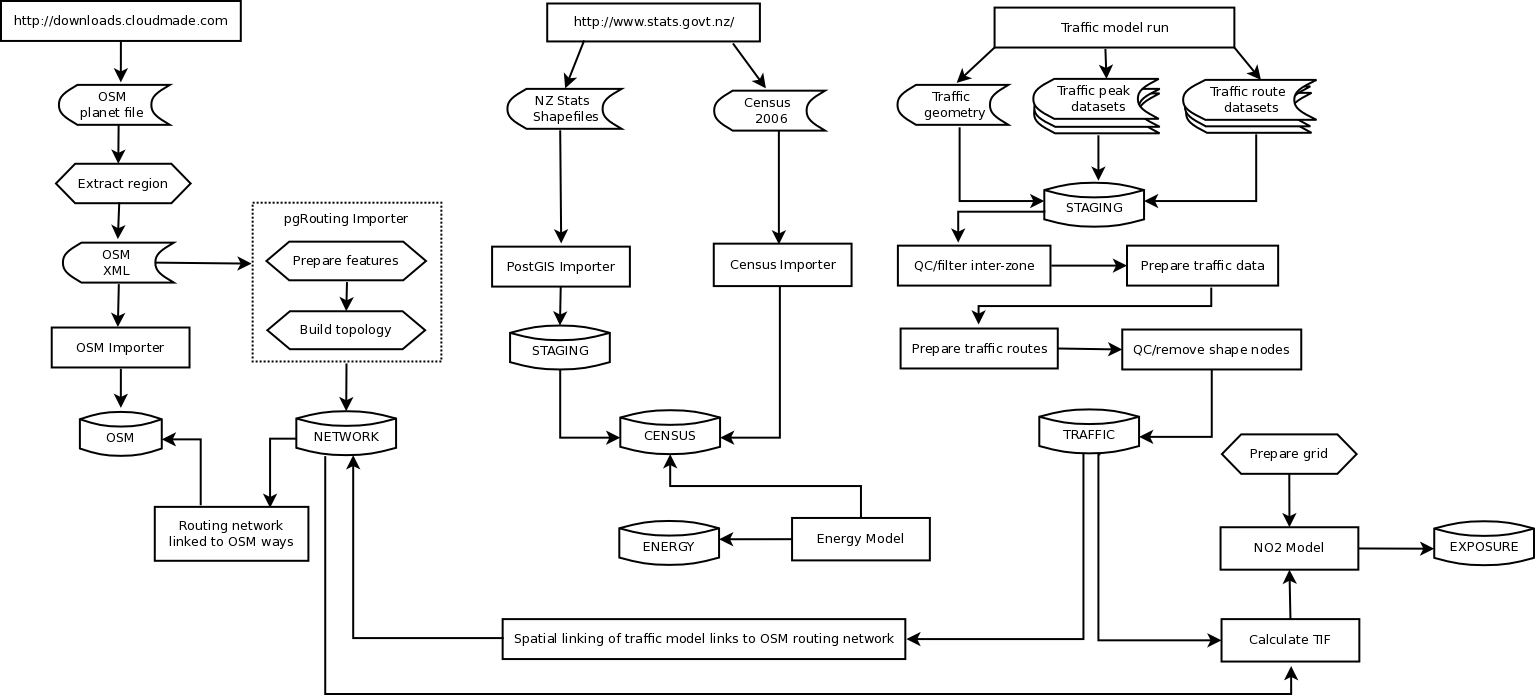 http://downloads.cloudmade.com
OSM
planet file
Extract region
OSM
XML
OSM Importer
OSM
pgRouting Importer
Prepare features
Build topology
NETWORK
Routing network
linked to OSM ways
http://www.stats.govt.nz/
NZ Stats
Shapefiles
Census
2006
PostGIS Importer
Census Importer
STAGING
CENSUS
ENERGY
Energy Model
Traffic model run
Traffic
geometry
Traffic peak
datasets
Traffic route
datasets
STAGING
QC/filter inter-zone
Prepare traffic data
Prepare traffic routes
QC/remove shape nodes
TRAFFIC
Prepare grid
NO2 Model
EXPOSURE
Spatial linking of traffic model links to OSM routing network
Calculate TIF